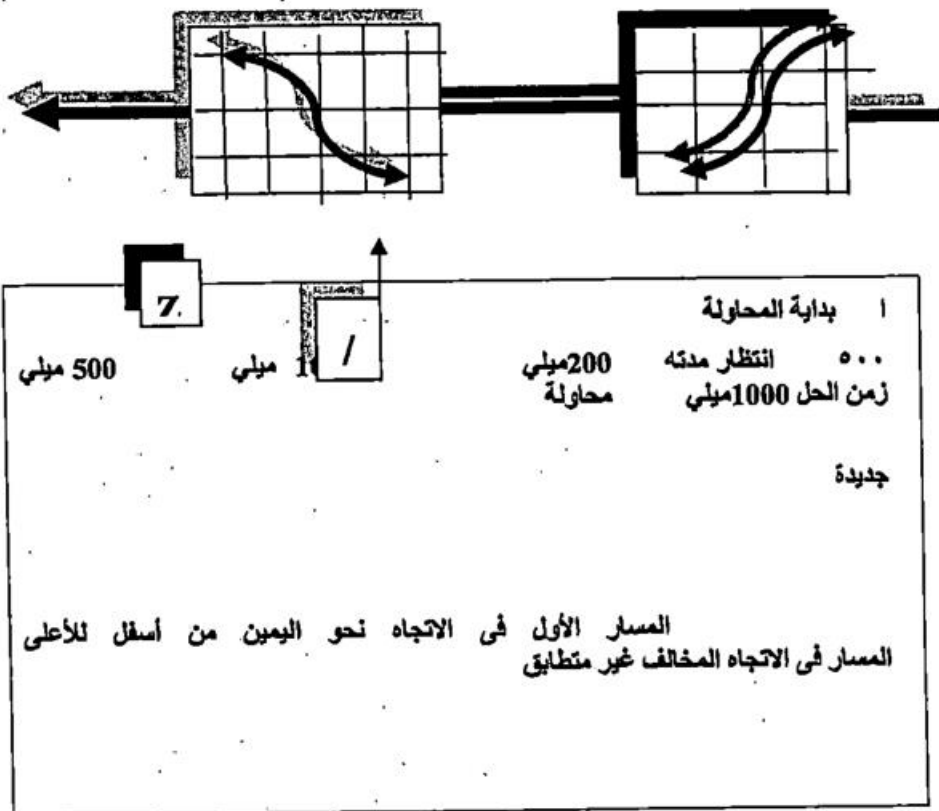 7.
/
ا بداية المحاولة
٥٠٠ انتظار مدته 200ميلي ميلي 500 ميلي
زمن الحل 1000ميلي محاولة
جديدة
المسار الأول فى الاتجاه نحو اليمين من أسفل للأعلى
المسار فى الاتجاه المخالف غير متطابق